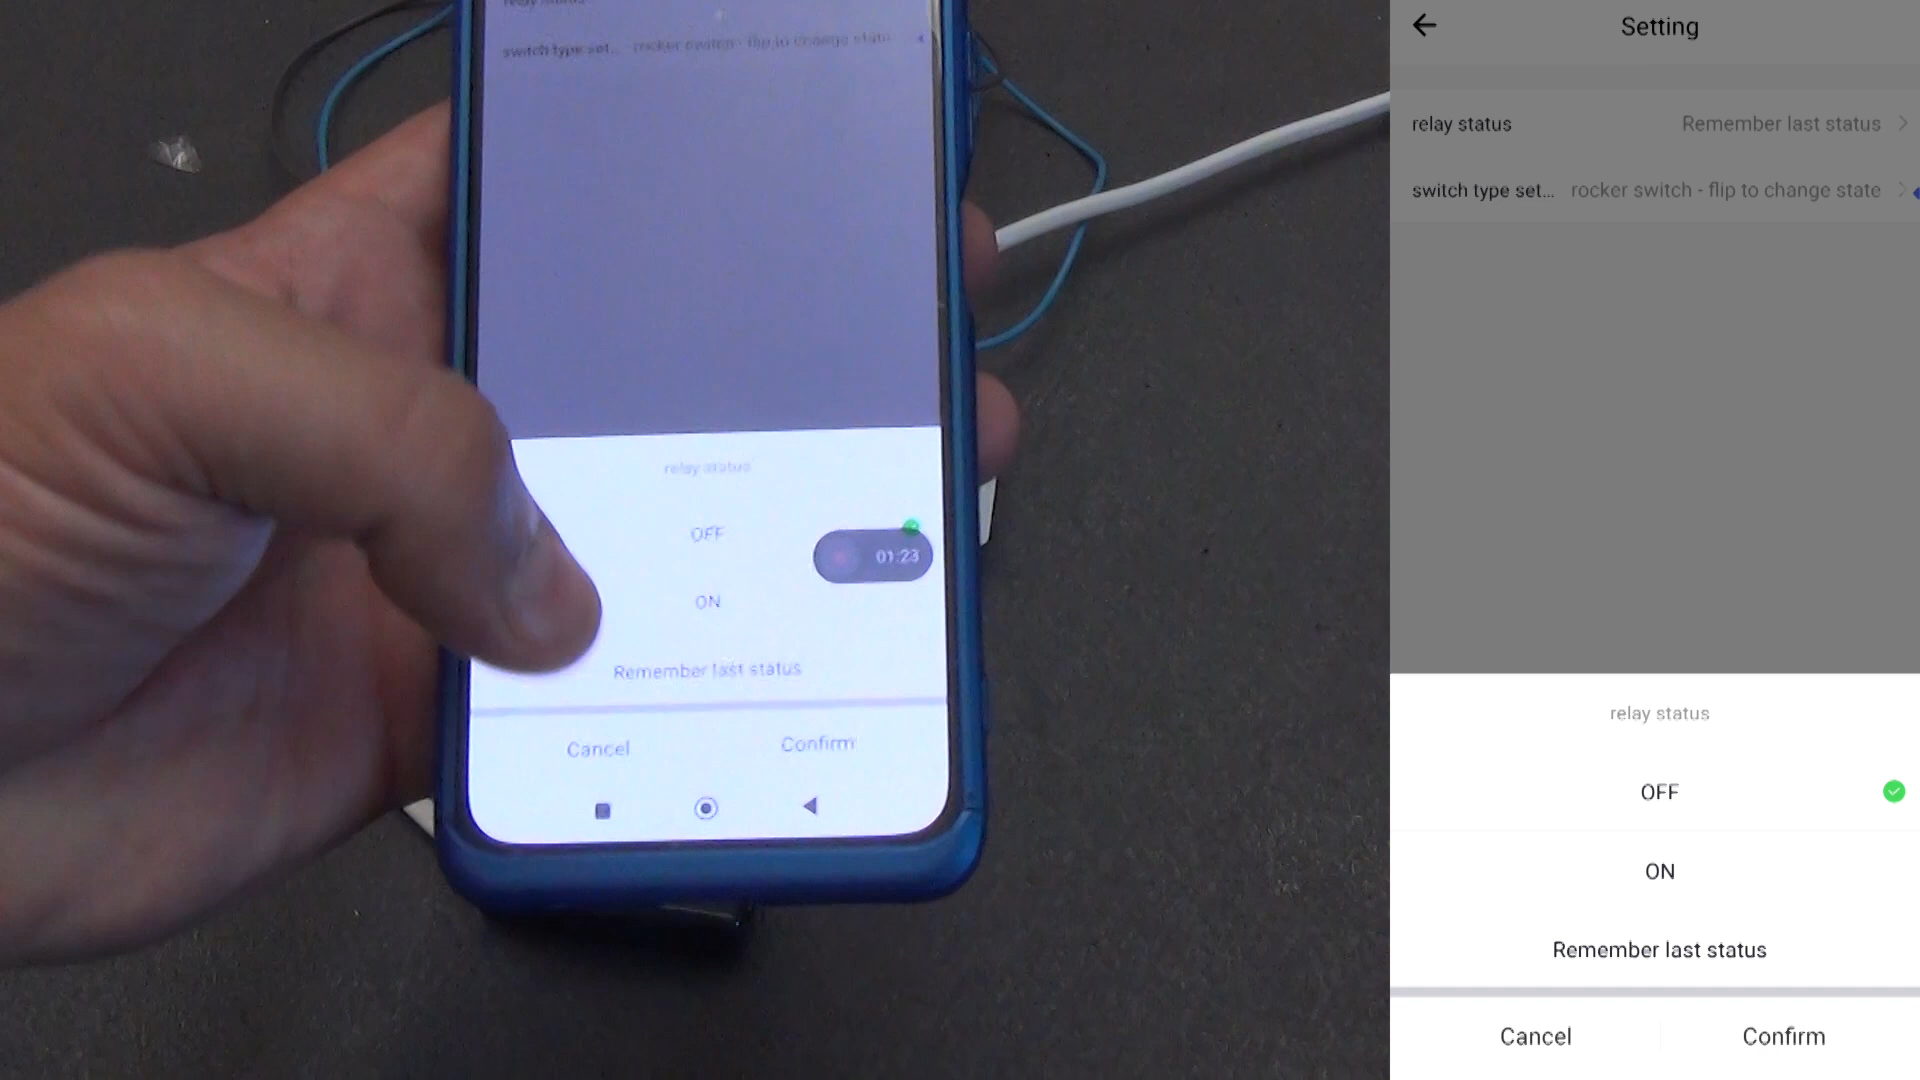 switch type set... rocker switch - flip to change state
relay status
OFF
01:23
ON
Remember last status
Cancel Confirm
Setting
relay status Remember last status
switch type set... rocker switch - flip to change state
relay status
OFF
ON
Remember last status
Cancel Confirm